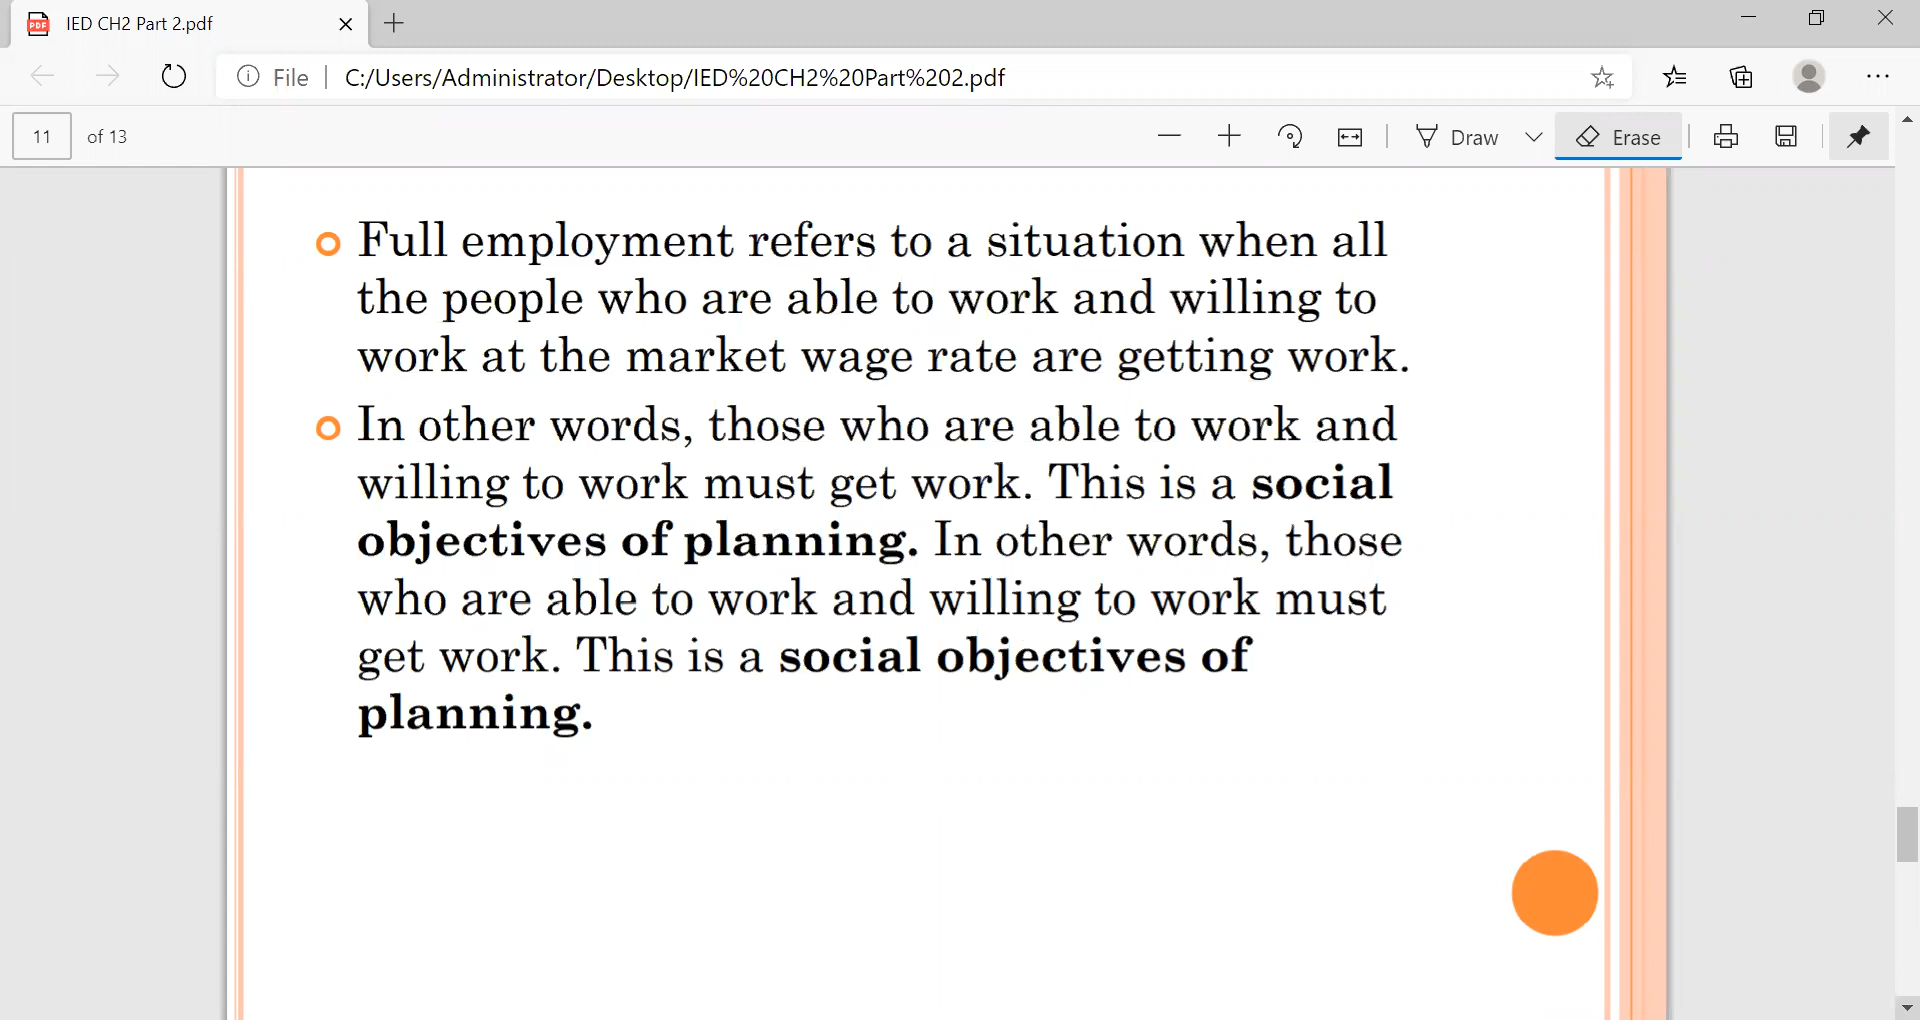 IED CH2 Part 2.pdf
File C:/Users/Administrator/Desktop/IED%20CH2%20Part%202.pdf
11 of 13 Draw Erase
Full employment refers to a situation when all
the people who are able to work and willing to
work at the market wage rate are getting work.
In other words, those who are able to work and
willing to work must get work. This is a social
objectives of planning. In other words, those
who are able to work and willing to work must
get work. This is a social objectives of
planning.